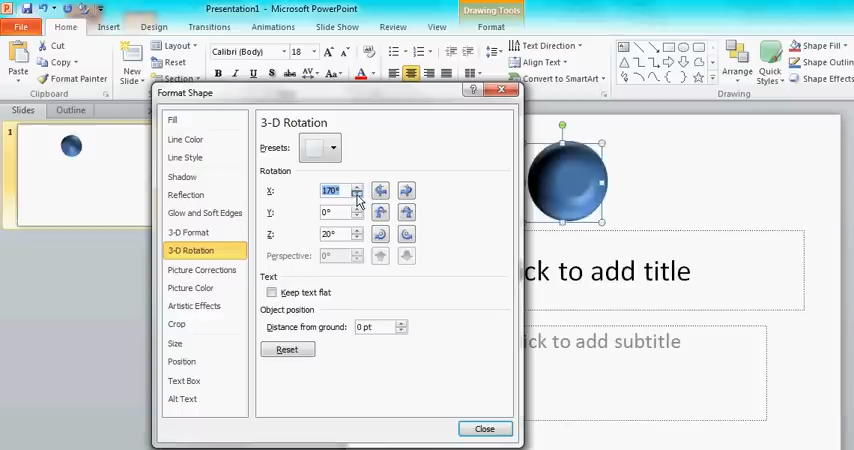 Presentation1 - Microsoft PowerPoint
Drawing Tools
File Home Insert Design Transitions Animations Slide Show Review View Format
Paste
Cut
Copy
Format Painter
Clipboard
New Slide
Layout
Reset
Section
Calibri (Body) 18
B I U S abc AV Aa A
Text Direction
Align Text
Convert to SmartArt
Arrange
Quick Styles
Shape Fill
Shape Outlin
Shape Effects
Drawing
Slides Outline
1
Format Shape
Fill
Line Color
Line Style
Shadow
Reflection
Glow and Soft Edges
3-D Format
3-D Rotation
Picture Corrections
Picture Color
Artistic Effects
Crop
Size
Position
Text Box
Alt Text
3-D Rotation
Presets:
Rotation
X: 170°
Y: 0°
Z: 20°
Perspective: 0°
Text
Keep text flat
Object position
Distance from ground: 0 pt
Reset
Close
ck to add title
ick to add subtitle